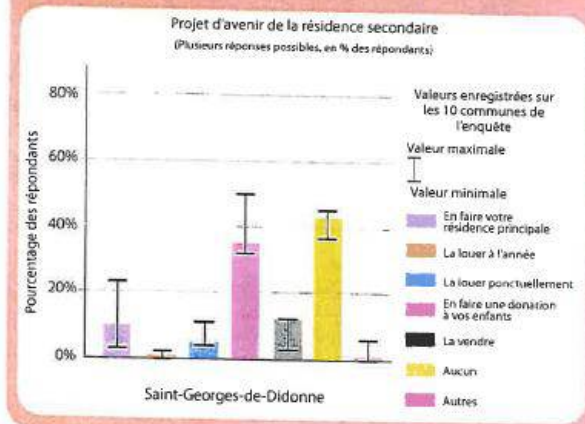 Projet d'avenir de la résidence secondaire
(Plusieurs réponses possibles, en % des répondants)
Pourcentage des répondants
80%
60%
40%
20%
0%
Saint-Georges-de-Didonne
Valeurs enregistrées sur
les 10 communes de
l'enquête
Valeur maximale
Valeur minimale
En faire votre
résidence principale
La louer à l'année
La louer ponctuellement
En faire une donation
à vos enfants
La vendre
Aucun
Autres